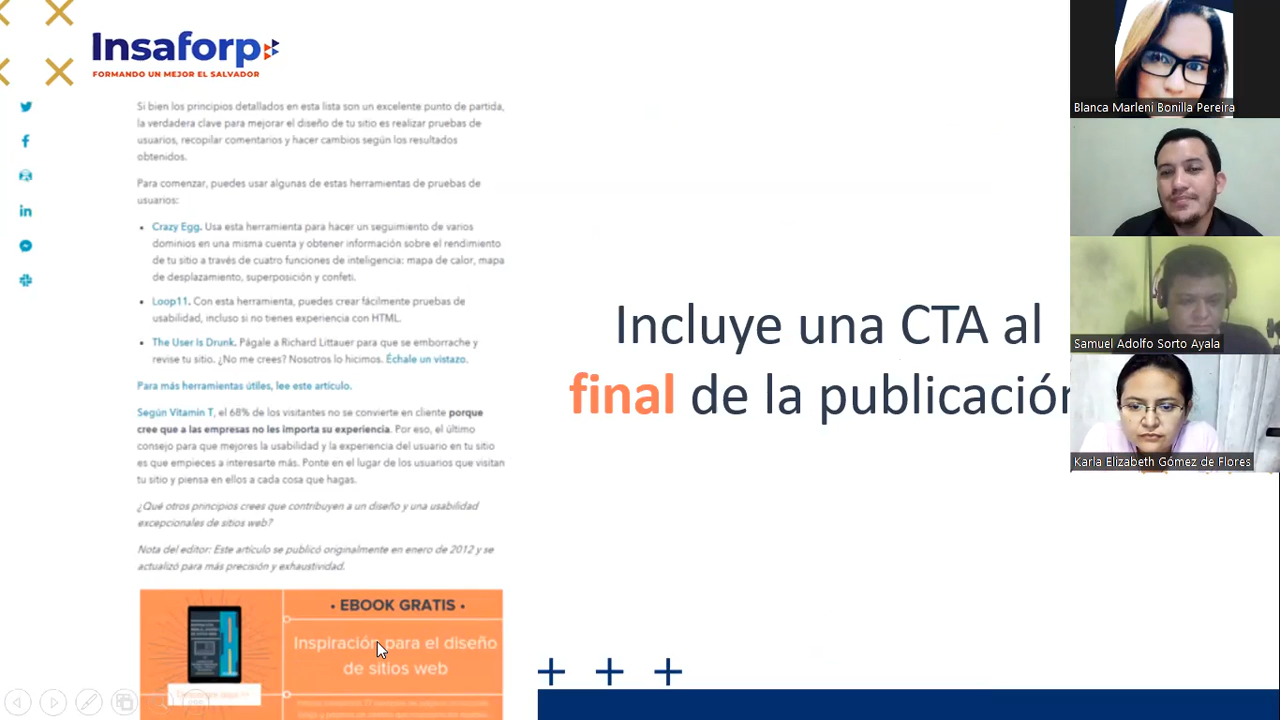 Insaforp
FORMANDO UN MEJOR EL SALVADOR
Si bien los principios detallados en esta lista son un excelente punto de partida,
la verdadera clave para mejorar el diseño de tu sitio es realizar pruebas de
usuarios, recopilar comentarios y hacer cambios según los resultados
obtenidos.
Para comenzar, puedes usar algunas de estas herramientas de pruebas de
usuarios:
• Crazy Egg. Usa esta herramienta para hacer un seguimiento de varios
dominios en una misma cuenta y obtener información sobre el rendimiento
de tu sitio a través de cuatro funciones de inteligencia: mapa de calor, mapa
de desplazamiento, superposición y confeti.
• Loop11. Con esta herramienta, puedes crear fácilmente pruebas de
usabilidad, incluso si no tienes experiencia con HTML.
• The User Is Drunk. Págale a Richard Littauer para que se emborrache y
revise tu sitio. ¿No me crees? Nosotros lo hicimos. Échale un vistazo.
Para más herramientas útiles, lee este artículo.
Según Vitamin T, el 68% de los visitantes no se convierte en cliente porque
cree que a las empresas no les importa su experiencia. Por eso, el último
consejo para que mejores la usabilidad y la experiencia del usuario en tu sitio
es que empieces a interesarte más. Ponte en el lugar de los usuarios que visitan
tu sitio y piensa en ellos a cada cosa que hagas.
¿Qué otros principios crees que contribuyen a un diseño y una usabilidad
excepcionales de sitios web?
Nota del editor: Este artículo se publicó originalmente en enero de 2012 y se
actualizó para más precisión y exhaustividad.
• EBOOK GRATIS •
Inspiración para el diseño
de sitios web
Incluye una CTA al
final de la publicación
Blanca Marleni Bonilla Pereira
Samuel Adolfo Sorto Ayala
Karla Elizabeth Gómez de Flores